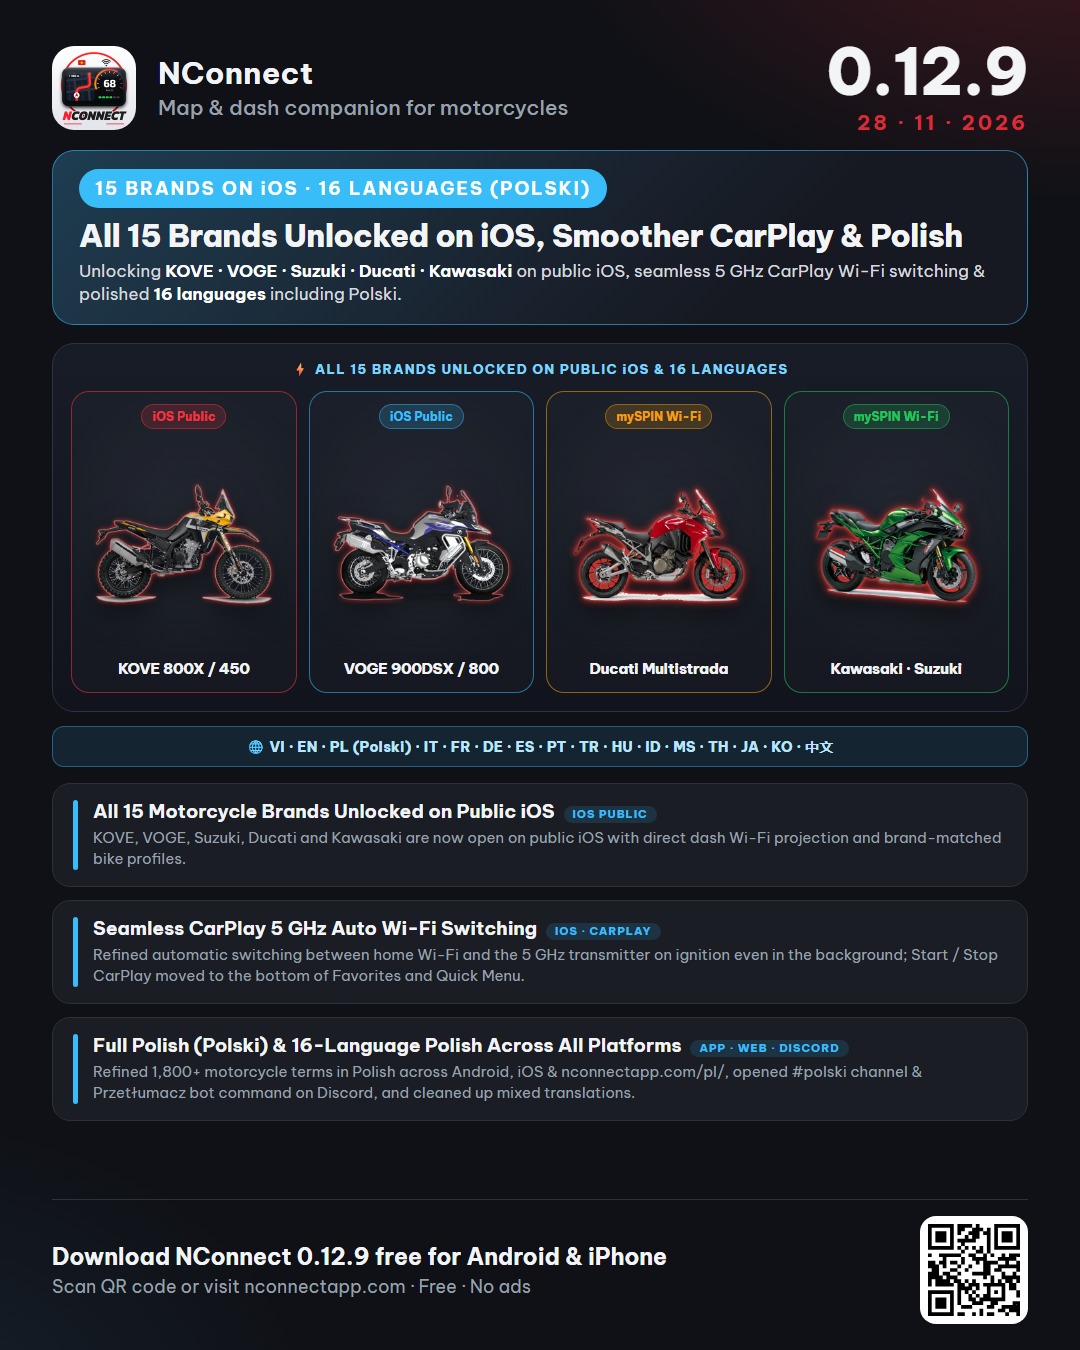 NCONNECT
68
NConnect
Map & dash companion for motorcycles
0.12.9
28 · 11 · 2026
15 BRANDS ON iOS · 16 LANGUAGES (POLSKI)
All 15 Brands Unlocked on iOS, Smoother CarPlay & Polish
Unlocking KOVE · VOGE · Suzuki · Ducati · Kawasaki on public iOS, seamless 5 GHz CarPlay Wi-Fi switching &
polished 16 languages including Polski.
ALL 15 BRANDS UNLOCKED ON PUBLIC iOS & 16 LANGUAGES
iOS Public
KOVE 800X / 450
iOS Public
VOGE 900DSX / 800
mySPIN Wi-Fi
Ducati Multistrada
mySPIN Wi-Fi
Kawasaki · Suzuki
VI · EN · PL (Polski) · IT · FR · DE · ES · PT · TR · HU · ID · MS · TH · JA · KO · 中文
All 15 Motorcycle Brands Unlocked on Public iOS IOS PUBLIC
KOVE, VOGE, Suzuki, Ducati and Kawasaki are now open on public iOS with direct dash Wi-Fi projection and brand-matched
bike profiles.
Seamless CarPlay 5 GHz Auto Wi-Fi Switching IOS · CARPLAY
Refined automatic switching between home Wi-Fi and the 5 GHz transmitter on ignition even in the background; Start / Stop
CarPlay moved to the bottom of Favorites and Quick Menu.
Full Polish (Polski) & 16-Language Polish Across All Platforms APP · WEB · DISCORD
Refined 1,800+ motorcycle terms in Polish across Android, iOS & nconnectapp.com/pl/, opened #polski channel &
Przetłumacz bot command on Discord, and cleaned up mixed translations.
Download NConnect 0.12.9 free for Android & iPhone
Scan QR code or visit nconnectapp.com · Free · No ads